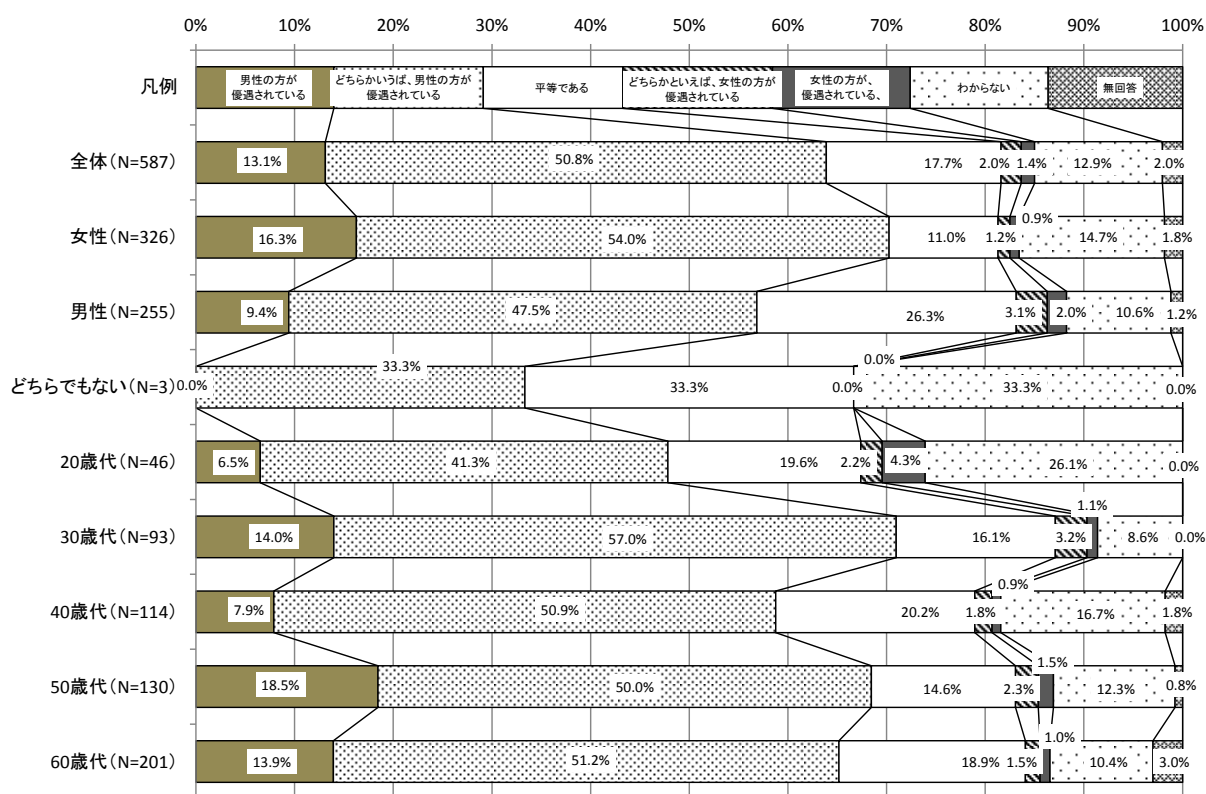 0% 10% 20% 30% 40% 50% 60% 70% 80% 90% 100%
凡例
男性の方が
優遇されている
どちらかいうば、男性の方が
優遇されている
平等である
どちらかといえば、女性の方が
優遇されている
女性の方が、
優遇されている、
わからない
無回答
全体(N=587) 13.1% 50.8% 17.7% 2.0% 1.4% 12.9% 2.0%
0.9%
女性(N=326) 16.3% 54.0% 11.0% 1.2% 14.7% 1.8%
男性(N=255) 9.4% 47.5% 26.3% 3.1% 2.0% 10.6% 1.2%
33.3% 0.0%
どちらでもない(N=3) 0.0% 33.3% 0.0% 33.3% 0.0%
20歳代(N=46) 6.5% 41.3% 19.6% 2.2% 4.3% 26.1% 0.0%
1.1%
30歳代(N=93) 14.0% 57.0% 16.1% 3.2% 8.6% 0.0%
0.9%
40歳代(N=114) 7.9% 50.9% 20.2% 1.8% 16.7% 1.8%
1.5%
50歳代(N=130) 18.5% 50.0% 14.6% 2.3% 12.3% 0.8%
1.0%
60歳代(N=201) 13.9% 51.2% 18.9% 1.5% 10.4% 3.0%